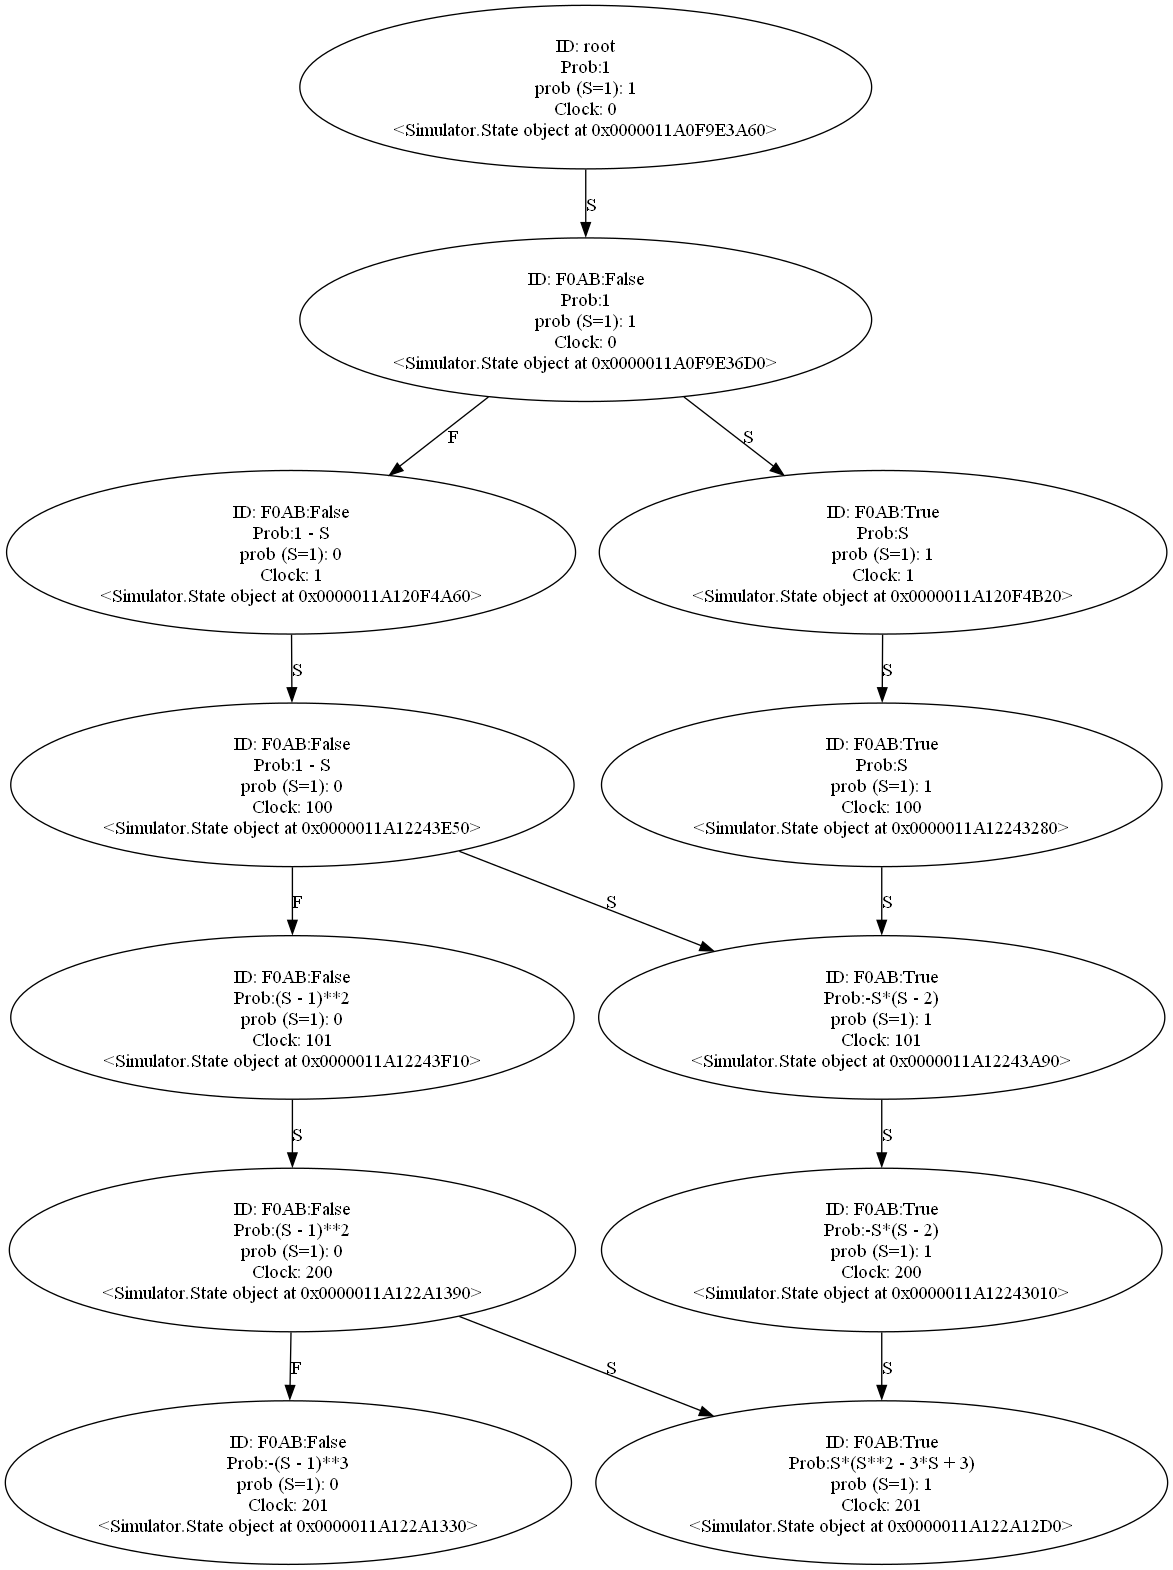 ID: root
Prob:1
prob (S=1): 1
Clock: 0
<Simulator.State object at 0x0000011A0F9E3A60>
S
ID: F0AB:False
Prob:1
prob (S=1): 1
Clock: 0
<Simulator.State object at 0x0000011A0F9E36D0>
F
S
ID: F0AB:False
Prob:1 - S
prob (S=1): 0
Clock: 1
<Simulator.State object at 0x0000011A120F4A60>
ID: F0AB:True
Prob:S
prob (S=1): 1
Clock: 1
<Simulator.State object at 0x0000011A120F4B20>
S
S
ID: F0AB:False
Prob:1 - S
prob (S=1): 0
Clock: 100
<Simulator.State object at 0x0000011A12243E50>
ID: F0AB:True
Prob:S
prob (S=1): 1
Clock: 100
<Simulator.State object at 0x0000011A12243280>
F
S
S
ID: F0AB:False
Prob:(S - 1)**2
prob (S=1): 0
Clock: 101
<Simulator.State object at 0x0000011A12243F10>
ID: F0AB:True
Prob:-S*(S - 2)
prob (S=1): 1
Clock: 101
<Simulator.State object at 0x0000011A12243A90>
S
S
ID: F0AB:False
Prob:(S - 1)**2
prob (S=1): 0
Clock: 200
<Simulator.State object at 0x0000011A122A1390>
ID: F0AB:True
Prob:-S*(S - 2)
prob (S=1): 1
Clock: 200
<Simulator.State object at 0x0000011A12243010>
F
S
S
ID: F0AB:False
Prob:-(S - 1)**3
prob (S=1): 0
Clock: 201
<Simulator.State object at 0x0000011A122A1330>
ID: F0AB:True
Prob:S*(S**2 - 3*S + 3)
prob (S=1): 1
Clock: 201
<Simulator.State object at 0x0000011A122A12D0>